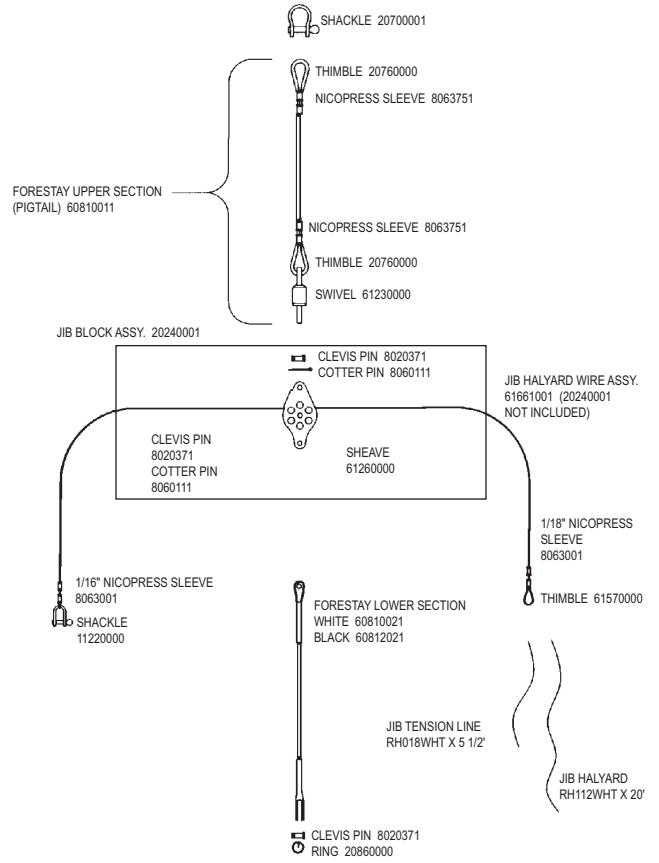 SHACKLE 20700001
THIMBLE 20760000
NICOPRESS SLEEVE 8063751
FORESTAY UPPER SECTION
(PIGTAIL) 60810011
NICOPRESS SLEEVE 8063751
THIMBLE 20760000
SWIVEL 61230000
JIB BLOCK ASSY. 20240001
CLEVIS PIN 8020371
COTTER PIN 8060111
JIB HALYARD WIRE ASSY.
61661001 (20240001
NOT INCLUDED)
CLEVIS PIN
8020371
COTTER PIN
8060111
SHEAVE
61260000
1/18" NICOPRESS
SLEEVE
8063001
THIMBLE 61570000
1/16" NICOPRESS SLEEVE
8063001
SHACKLE
11220000
FORESTAY LOWER SECTION
WHITE 60810021
BLACK 60812021
JIB TENSION LINE
RH018WHT X 5 1/2'
JIB HALYARD
RH112WHT X 20'
CLEVIS PIN 8020371
RING 20860000